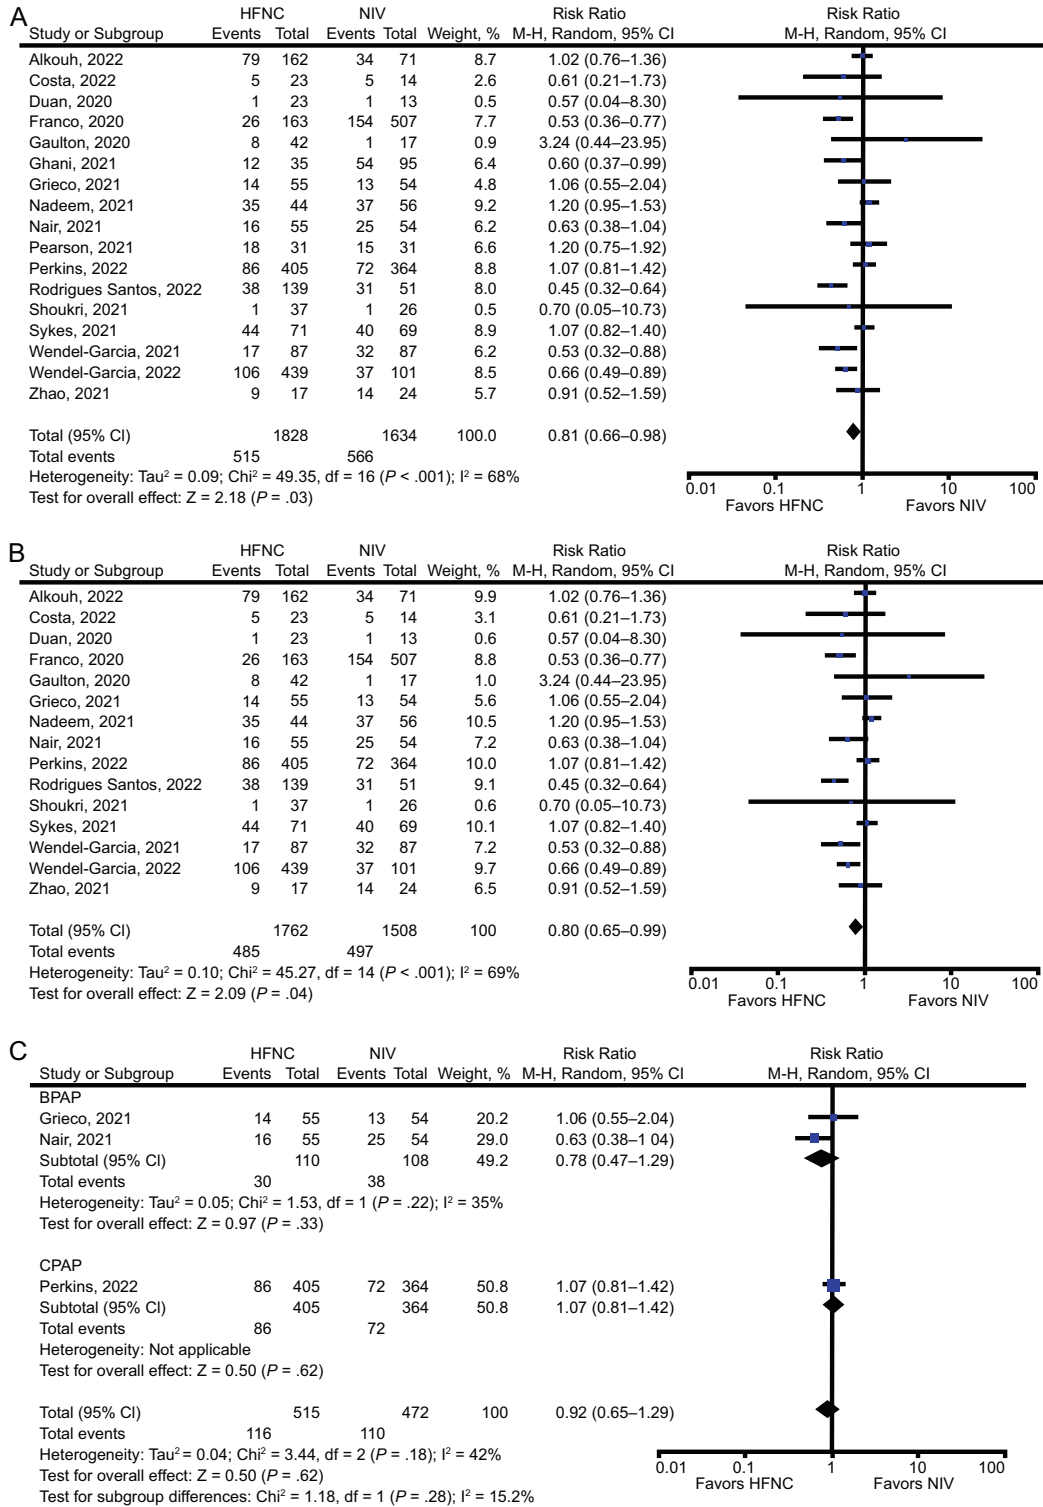 A
HFNC NIV Risk Ratio Risk Ratio
Study or Subgroup Events Total Events Total Weight, % M-H, Random, 95% CI M-H, Random, 95% CI
Alkouh, 2022 79 162 34 71 8.7 1.02 (0.76–1.36)
Costa, 2022 5 23 5 14 2.6 0.61 (0.21–1.73)
Duan, 2020 1 23 1 13 0.5 0.57 (0.04–8.30)
Franco, 2020 26 163 154 507 7.7 0.53 (0.36–0.77)
Gaulton, 2020 8 42 1 17 0.9 3.24 (0.44–23.95)
Ghani, 2021 12 35 54 95 6.4 0.60 (0.37–0.99)
Grieco, 2021 14 55 13 54 4.8 1.06 (0.55–2.04)
Nadeem, 2021 35 44 37 56 9.2 1.20 (0.95–1.53)
Nair, 2021 16 55 25 54 6.2 0.63 (0.38–1.04)
Pearson, 2021 18 31 15 31 6.6 1.20 (0.75–1.92)
Perkins, 2022 86 405 72 364 8.8 1.07 (0.81–1.42)
Rodrigues Santos, 2022 38 139 31 51 8.0 0.45 (0.32–0.64)
Shoukri, 2021 1 37 1 26 0.5 0.70 (0.05–10.73)
Sykes, 2021 44 71 40 69 8.9 1.07 (0.82–1.40)
Wendel-Garcia, 2021 17 87 32 87 6.2 0.53 (0.32–0.88)
Wendel-Garcia, 2022 106 439 37 101 8.5 0.66 (0.49–0.89)
Zhao, 2021 9 17 14 24 5.7 0.91 (0.52–1.59)
Total (95% CI) 1828 1634 100.0 0.81 (0.66–0.98)
Total events 515 566
Heterogeneity: Tau² = 0.09; Chi² = 49.35, df = 16 (P < .001); I² = 68%
Test for overall effect: Z = 2.18 (P = .03)
0.01 0.1 1 10 100
Favors HFNC Favors NIV
B
HFNC NIV Risk Ratio Risk Ratio
Study or Subgroup Events Total Events Total Weight, % M-H, Random, 95% CI M-H, Random, 95% CI
Alkouh, 2022 79 162 34 71 9.9 1.02 (0.76–1.36)
Costa, 2022 5 23 5 14 3.1 0.61 (0.21–1.73)
Duan, 2020 1 23 1 13 0.6 0.57 (0.04–8.30)
Franco, 2020 26 163 154 507 8.8 0.53 (0.36–0.77)
Gaulton, 2020 8 42 1 17 1.0 3.24 (0.44–23.95)
Grieco, 2021 14 55 13 54 5.6 1.06 (0.55–2.04)
Nadeem, 2021 35 44 37 56 10.5 1.20 (0.95–1.53)
Nair, 2021 16 55 25 54 7.2 0.63 (0.38–1.04)
Perkins, 2022 86 405 72 364 10.0 1.07 (0.81–1.42)
Rodrigues Santos, 2022 38 139 31 51 9.1 0.45 (0.32–0.64)
Shoukri, 2021 1 37 1 26 0.6 0.70 (0.05–10.73)
Sykes, 2021 44 71 40 69 10.1 1.07 (0.82–1.40)
Wendel-Garcia, 2021 17 87 32 87 7.2 0.53 (0.32–0.88)
Wendel-Garcia, 2022 106 439 37 101 9.7 0.66 (0.49–0.89)
Zhao, 2021 9 17 14 24 6.5 0.91 (0.52–1.59)
Total (95% CI) 1762 1508 100 0.80 (0.65–0.99)
Total events 485 497
Heterogeneity: Tau² = 0.10; Chi² = 45.27, df = 14 (P < .001); I² = 69%
Test for overall effect: Z = 2.09 (P = .04)
0.01 0.1 1 10 100
Favors HFNC Favors NIV
C
HFNC NIV Risk Ratio Risk Ratio
Study or Subgroup Events Total Events Total Weight, % M-H, Random, 95% CI M-H, Random, 95% CI
BPAP
Grieco, 2021 14 55 13 54 20.2 1.06 (0.55–2.04)
Nair, 2021 16 55 25 54 29.0 0.63 (0.38–1 04)
Subtotal (95% CI) 110 108 49.2 0.78 (0.47–1.29)
Total events 30 38
Heterogeneity: Tau² = 0.05; Chi² = 1.53, df = 1 (P = .22); I² = 35%
Test for overall effect: Z = 0.97 (P = .33)
CPAP
Perkins, 2022 86 405 72 364 50.8 1.07 (0.81–1.42)
Subtotal (95% CI) 405 364 50.8 1.07 (0.81–1.42)
Total events 86 72
Heterogeneity: Not applicable
Test for overall effect: Z = 0.50 (P = .62)
Total (95% CI) 515 472 100 0.92 (0.65–1.29)
Total events 116 110
Heterogeneity: Tau² = 0.04; Chi² = 3.44, df = 2 (P = .18); I² = 42%
Test for overall effect: Z = 0.50 (P = .62)
Test for subgroup differences: Chi² = 1.18, df = 1 (P = .28); I² = 15.2%
0.01 0.1 1 10 100
Favors HFNC Favors NIV